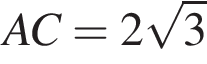 AC = 2√3